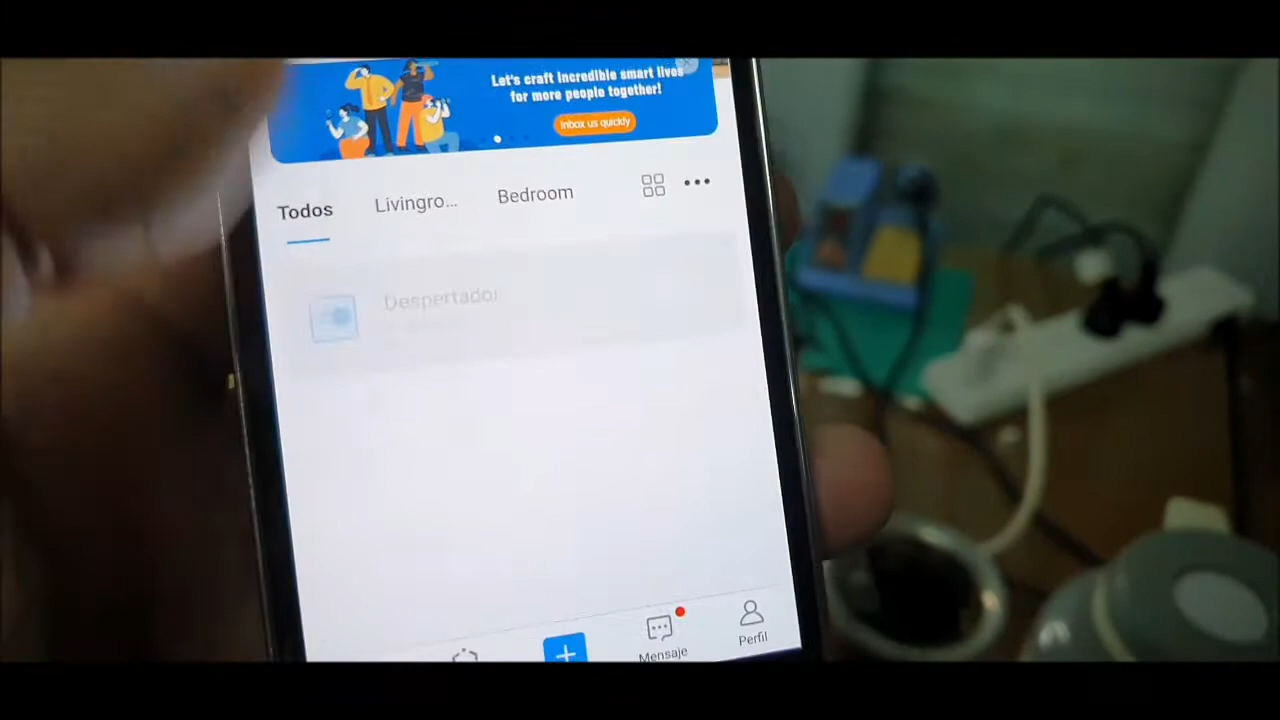 Let's craft incredible smart lives
for more people together!
Inbox us quickly
Todos Livingro... Bedroom
Despertador
Mensaje Perfil